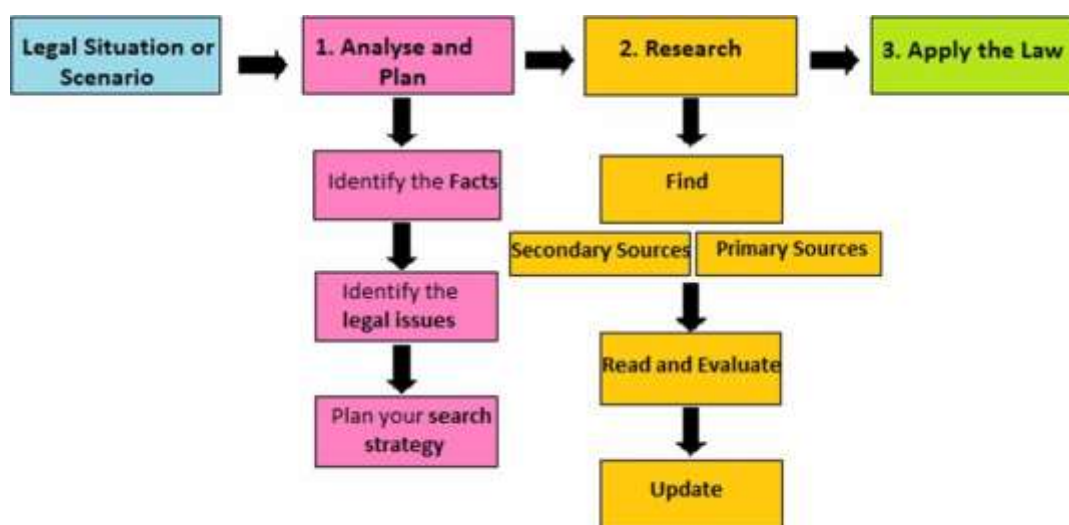 Legal Situation or
Scenario
1. Analyse and
Plan
2. Research
3. Apply the Law
Identify the Facts
Identify the
legal issues
Plan your search
strategy
Find
Secondary Sources
Primary Sources
Read and Evaluate
Update